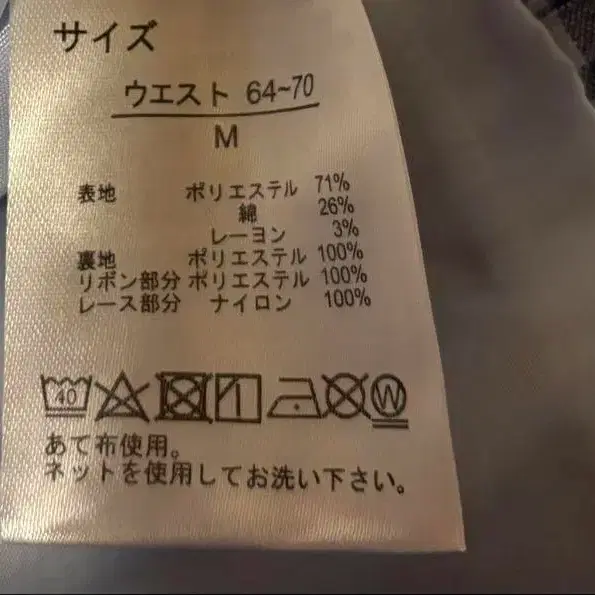 サイズ
ウエスト 64~70
M
表地 ポリエステル 71%
綿 26%
レーヨン 3%
裏地 ポリエステル 100%
リボン部分 ポリエステル 100%
レース部分 ナイロン 100%
40 W
あて布使用。
ネットを使用してお洗い下さい。